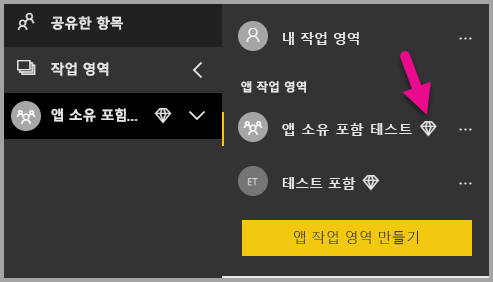 공유한 항목
작업 영역
앱 소유 포험...
내 작업 영역
앱 작업 영역
앱 소유 포함 테스트
ET
테스트 포함
앱 작업 영역 만들기